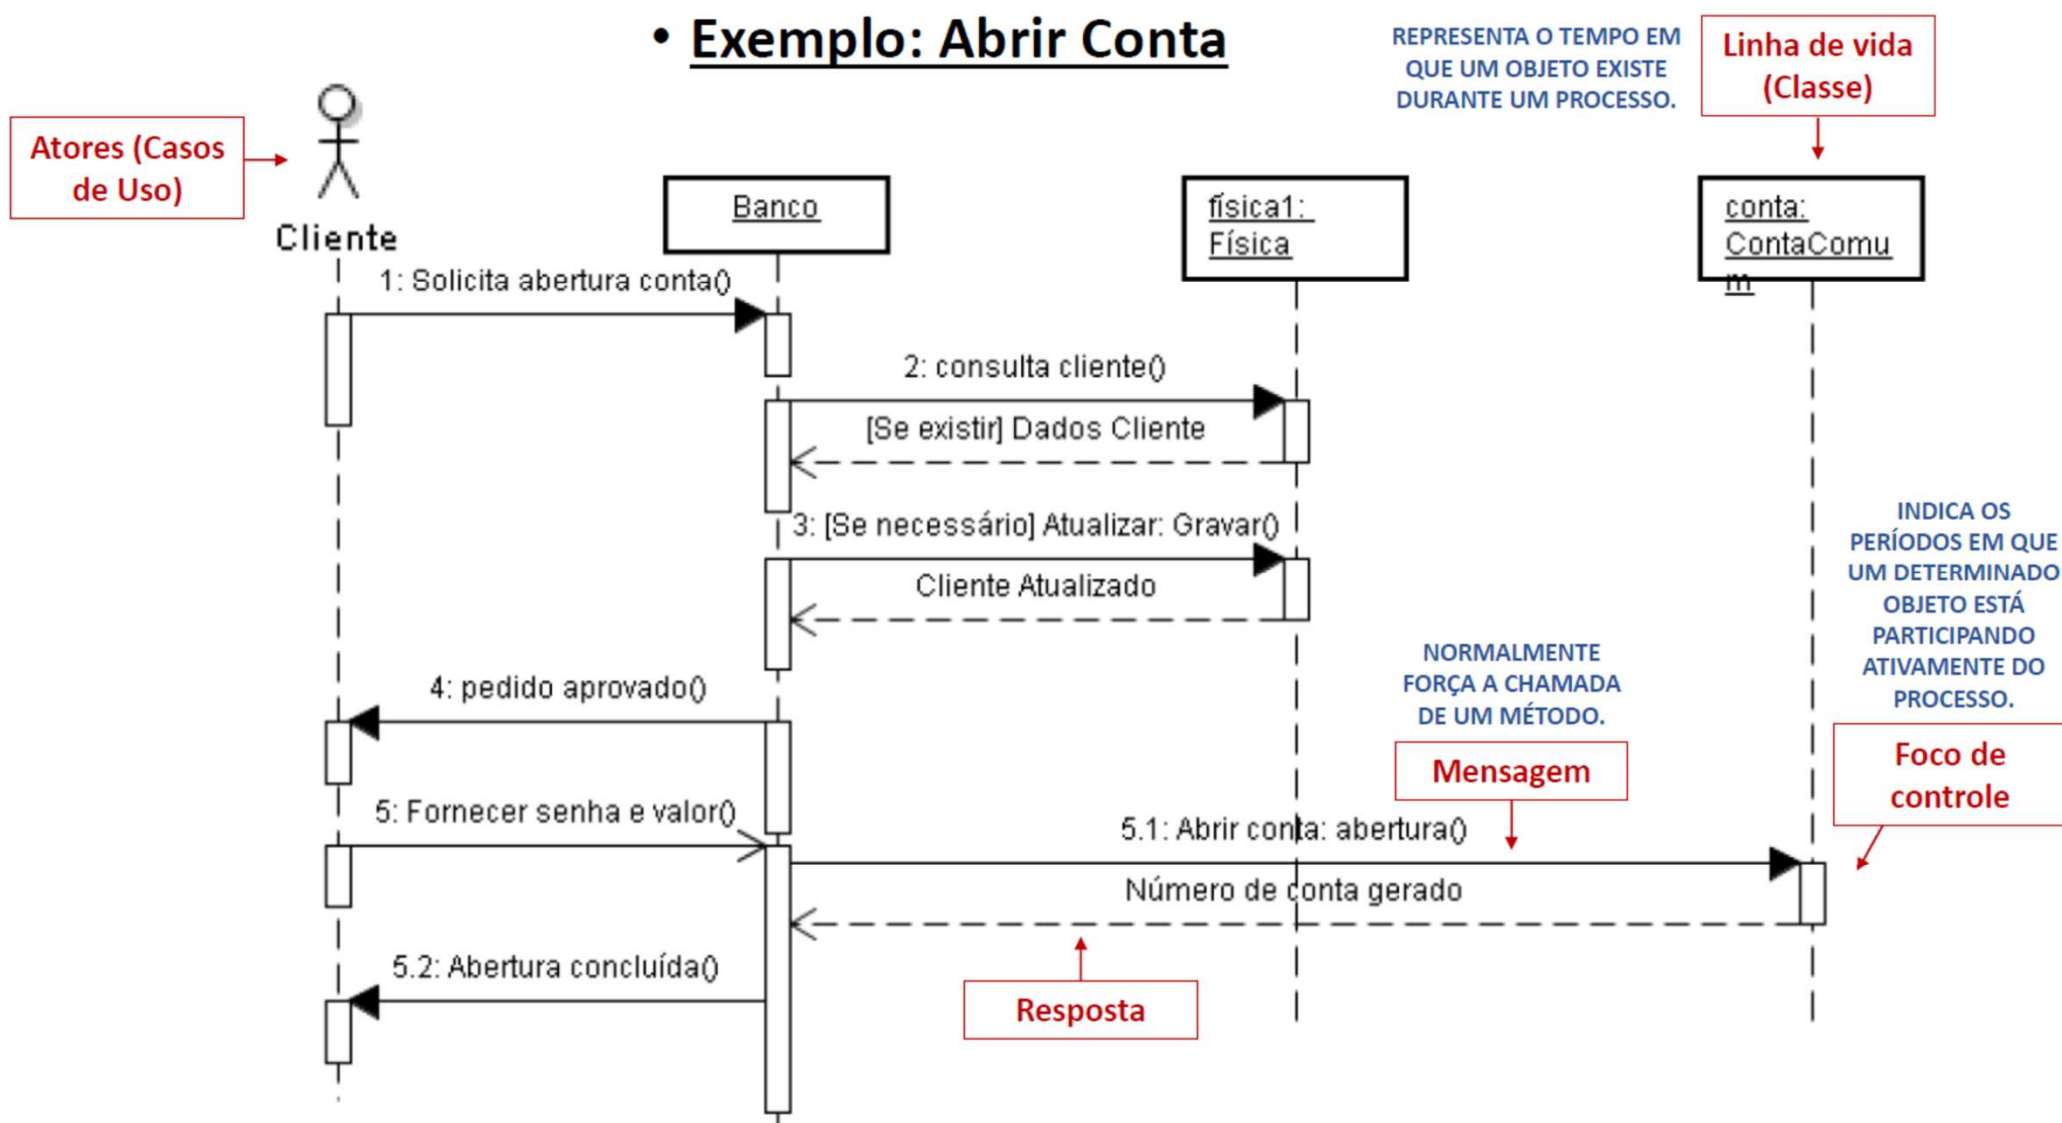 • Exemplo: Abrir Conta
REPRESENTA O TEMPO EM
QUE UM OBJETO EXISTE
DURANTE UM PROCESSO.
Linha de vida
(Classe)
Atores (Casos
de Uso)
Cliente
Banco
física1:
Física
conta:
ContaComu
m
1: Solicita abertura conta()
2: consulta cliente()
[Se existir] Dados Cliente
3: [Se necessário] Atualizar: Gravar()
Cliente Atualizado
INDICA OS
PERÍODOS EM QUE
UM DETERMINADO
OBJETO ESTÁ
PARTICIPANDO
ATIVAMENTE DO
PROCESSO.
4: pedido aprovado()
NORMALMENTE
FORÇA A CHAMADA
DE UM MÉTODO.
Mensagem
Foco de
controle
5: Fornecer senha e valor()
5.1: Abrir conta: abertura()
Número de conta gerado
5.2: Abertura concluída()
Resposta